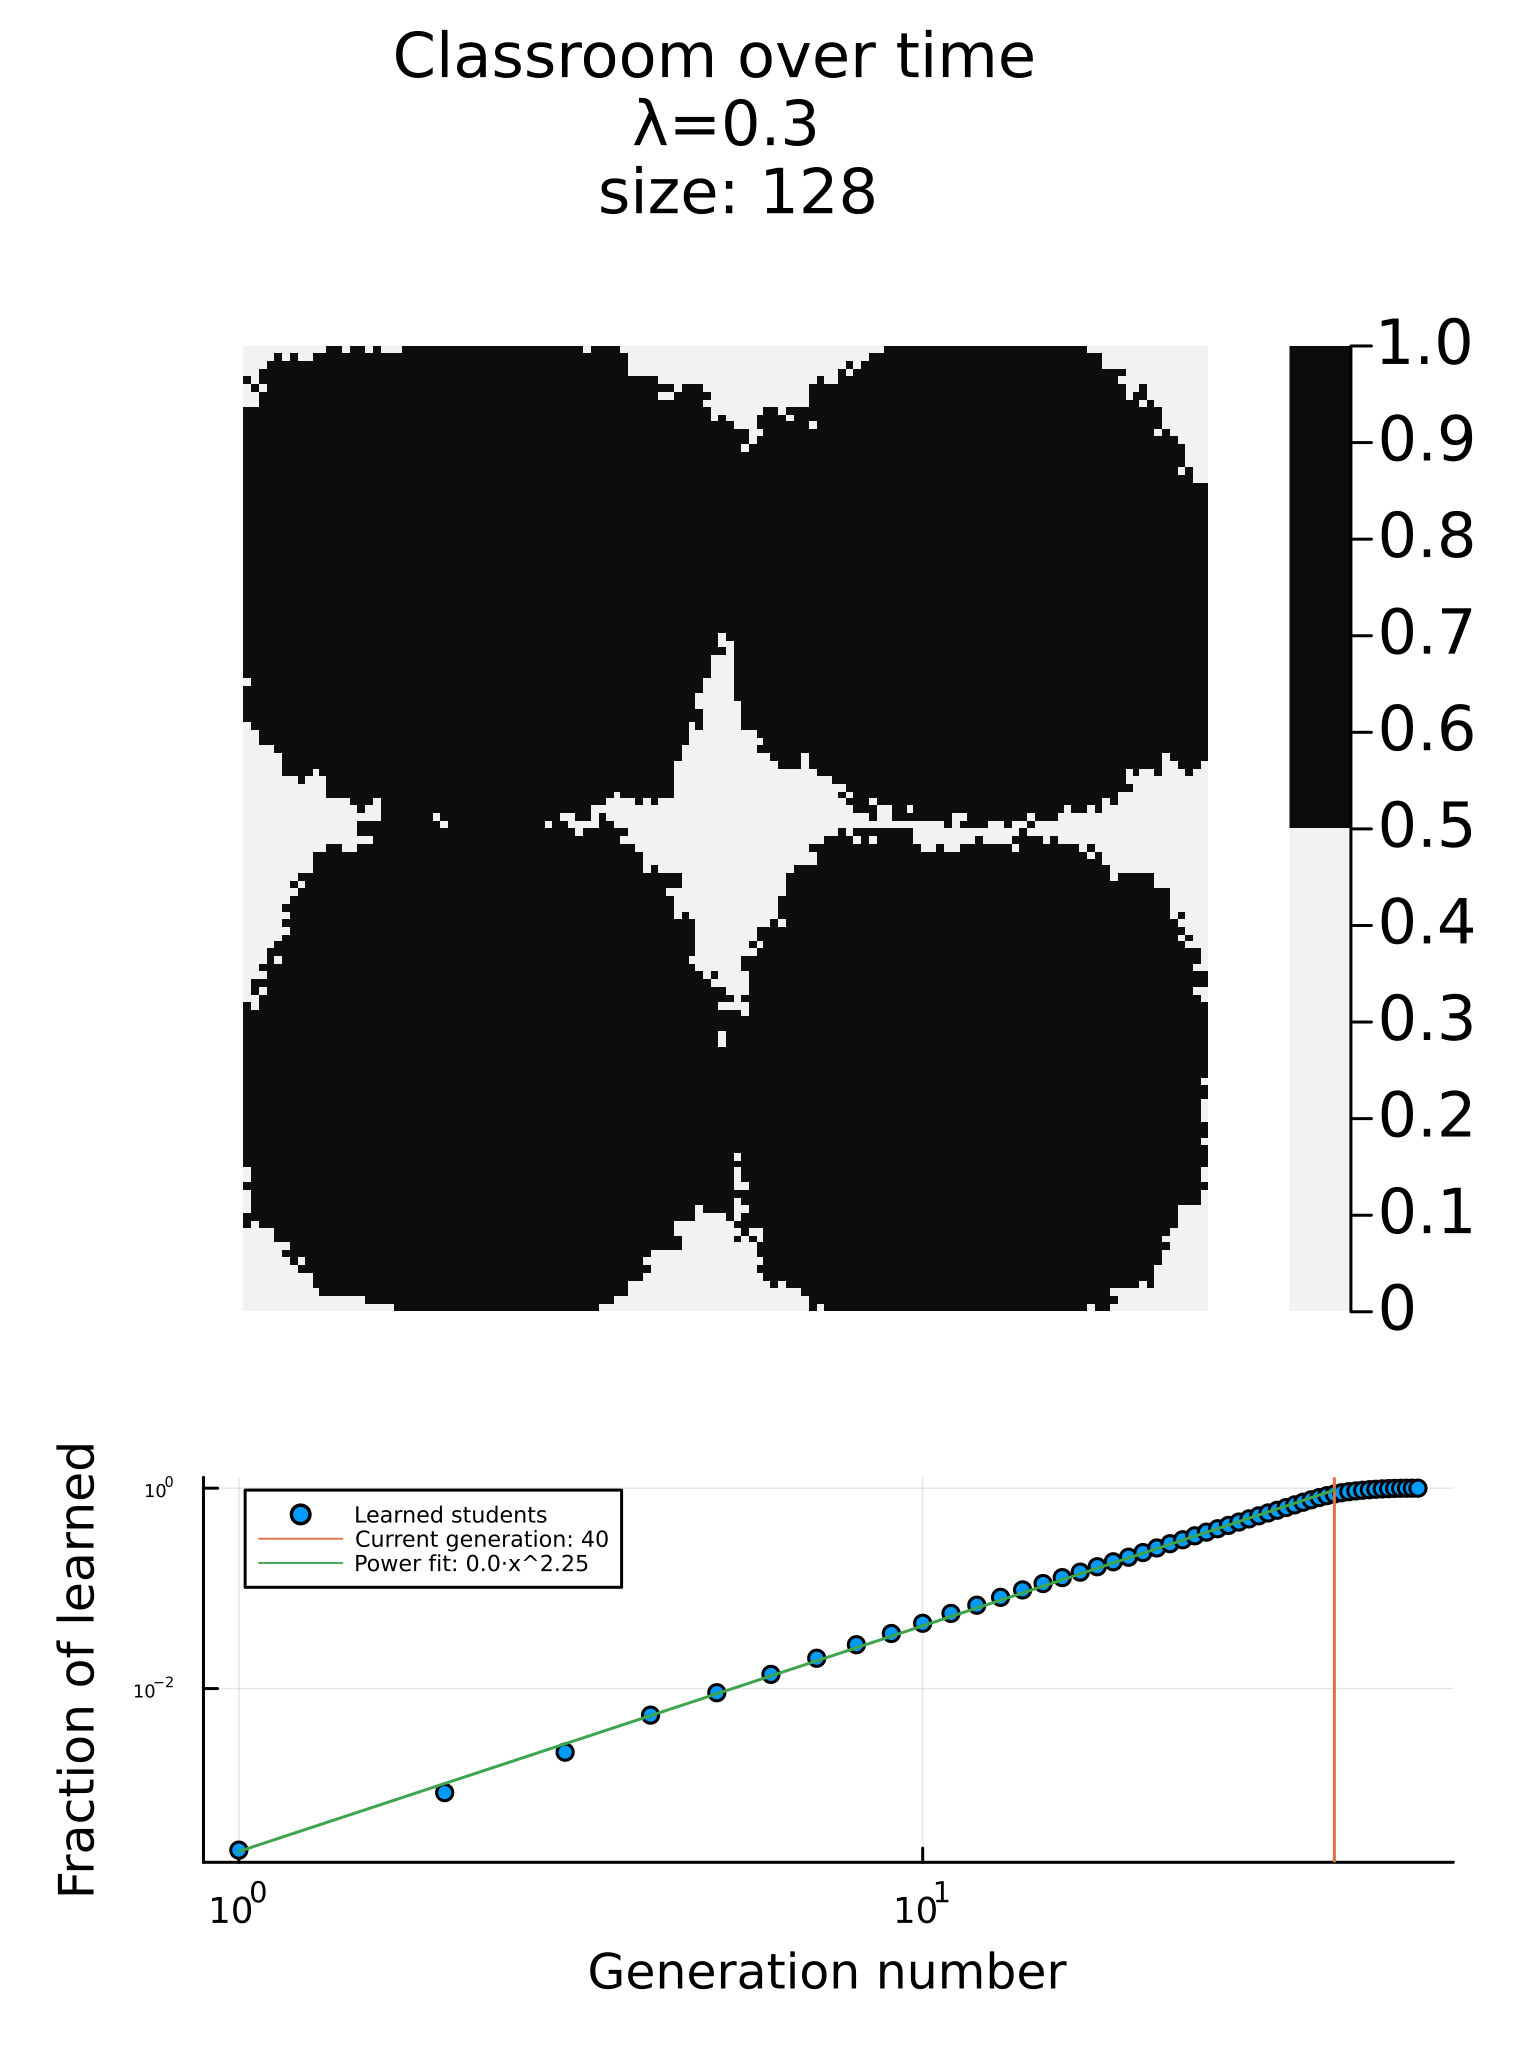 Classroom over time
λ=0.3
size: 128
1.0
0.9
0.8
0.7
0.6
0.5
0.4
0.3
0.2
0.1
0
Fraction of learned
10⁰
10⁻²
Learned students
Current generation: 40
Power fit: 0.0·x^2.25
10⁰
10¹
Generation number